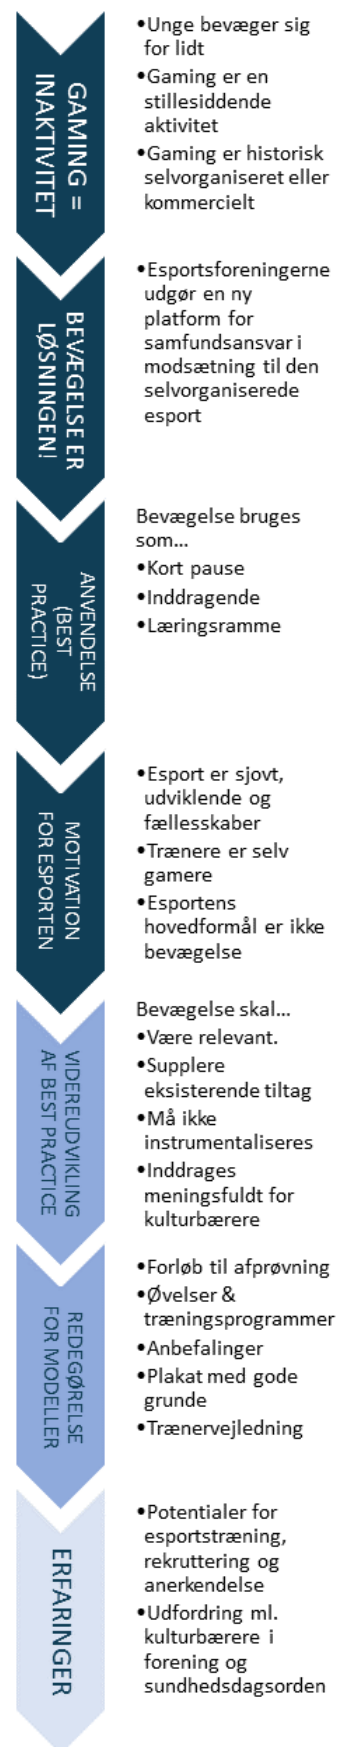 GAMING =
INAKTIVITET
•Unge bevæger sig
for lidt
•Gaming er en
stillesiddende
aktivitet
•Gaming er historisk
selvorganiseret eller
kommercielt
BEVÆGELSE ER
LØSNINGEN!
•Esportsforeningerne
udgør en ny
platform for
samfundsansvar i
modsætning til den
selvorganiserede
esport
ANVENDELSE
(BEST
PRACTICE)
Bevægelse bruges
som...
•Kort pause
•Inddragende
•Læringsramme
MOTIVATION
FOR ESPORTEN
•Esport er sjovt,
udviklende og
fællesskaber
•Trænere er selv
gamere
•Esportens
hovedformål er ikke
bevægelse
VIDEREUDVIKLING
AF BEST PRACTICE
Bevægelse skal...
•Være relevant.
•Supplere
eksisterende tiltag
•Må ikke
instrumentaliseres
•Inddrages
meningsfuldt for
kulturbærere
REDEGØRELSE
FOR MODELLER
•Forløb til afprøvning
•Øvelser &
træningsprogrammer
•Anbefalinger
•Plakat med gode
grunde
•Trænervejledning
ERFARINGER
•Potentialer for
esportstræning,
rekruttering og
anerkendelse
•Udfordring ml.
kulturbærere i
forening og
sundhedsdagsorden